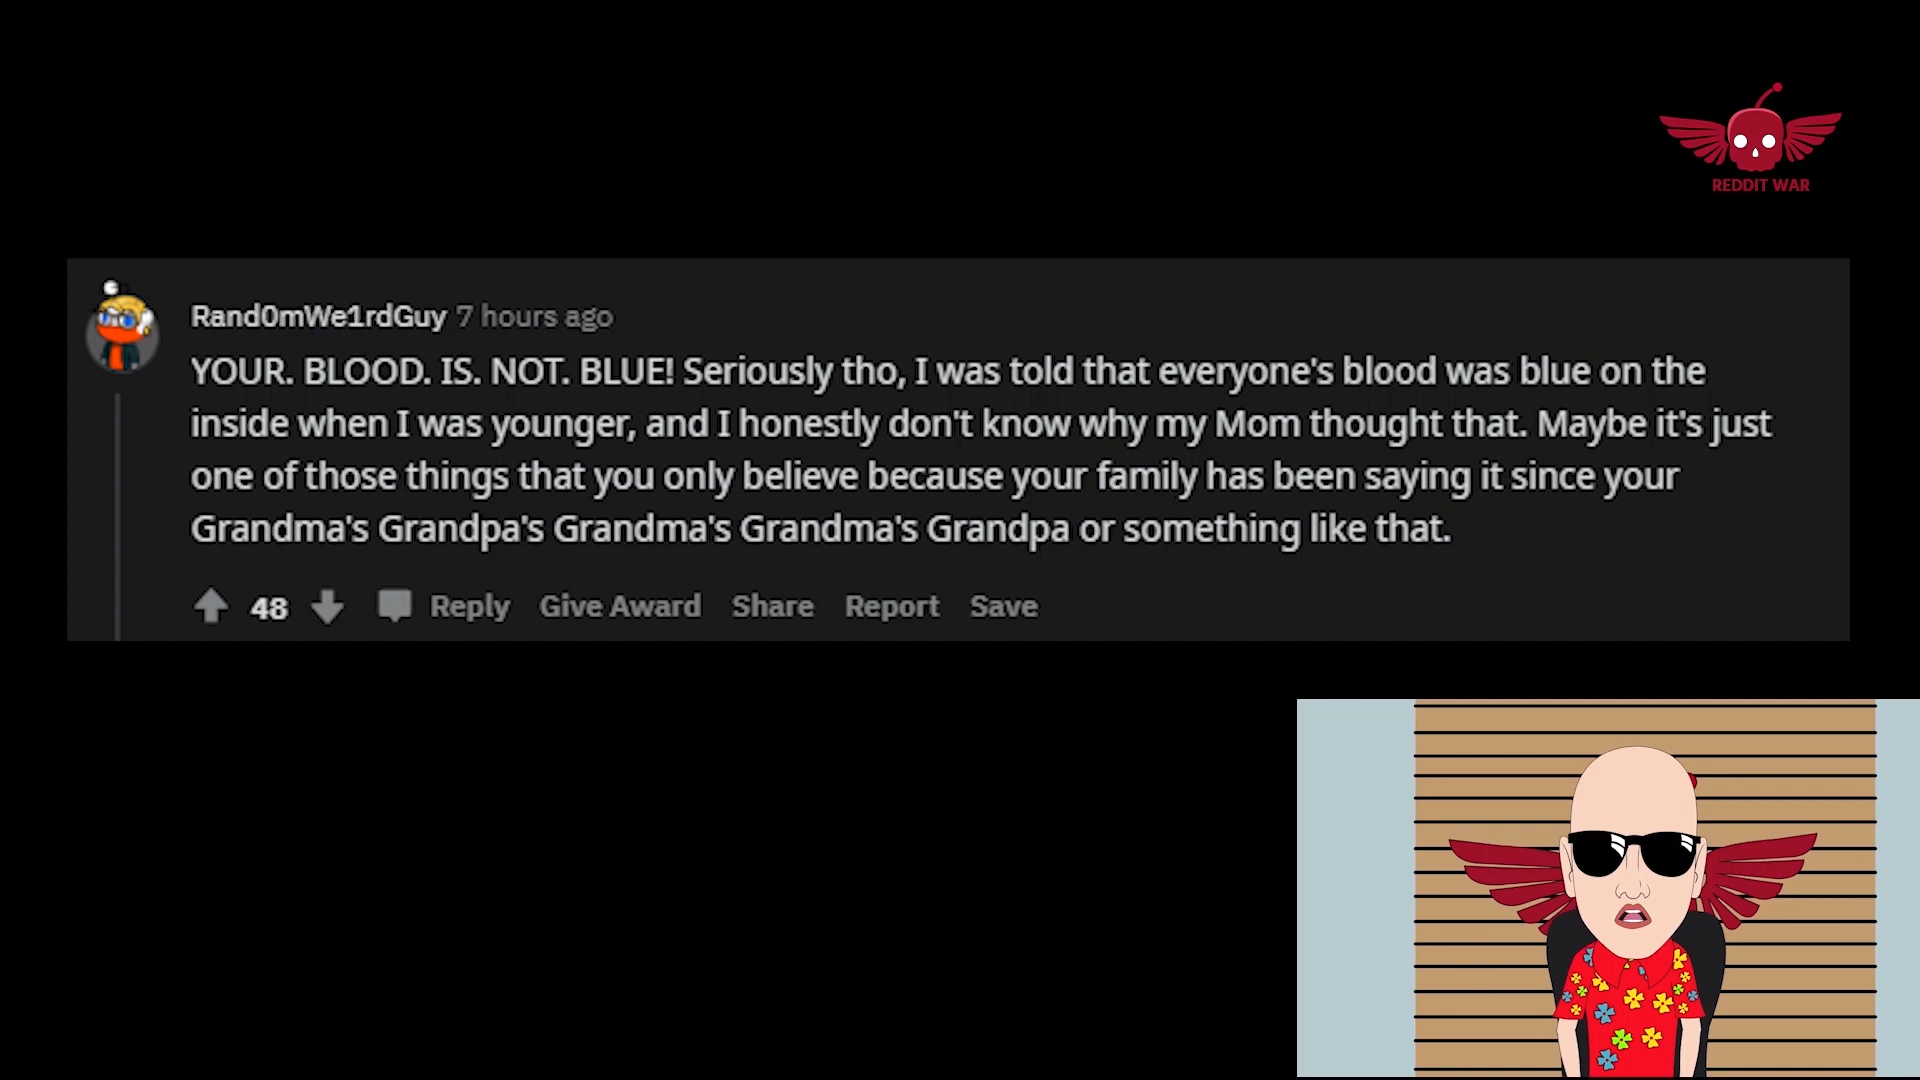 REDDIT WAR
Rand0mWe1rdGuy 7 hours ago
YOUR. BLOOD. IS. NOT. BLUE! Seriously tho, I was told that everyone's blood was blue on the
inside when I was younger, and I honestly don't know why my Mom thought that. Maybe it's just
one of those things that you only believe because your family has been saying it since your
Grandma's Grandpa's Grandma's Grandma's Grandpa or something like that.
48 Reply Give Award Share Report Save